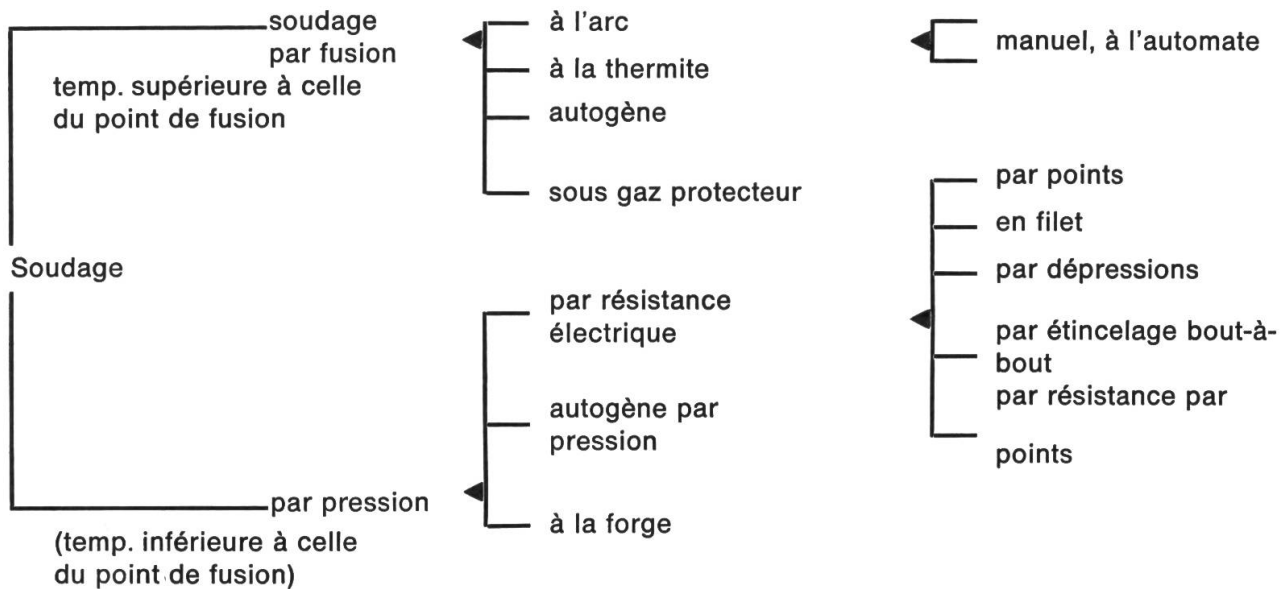 soudage
par fusion
temp. supérieure à celle
du point de fusion
Soudage
par pression
(temp. inférieure à celle
du point de fusion)
à l'arc
à la thermite
autogène
sous gaz protecteur
par résistance
électrique
autogène par
pression
à la forge
manuel, à l'automate
par points
en filet
par dépressions
par étincelage bout-à-
bout
par résistance par
points